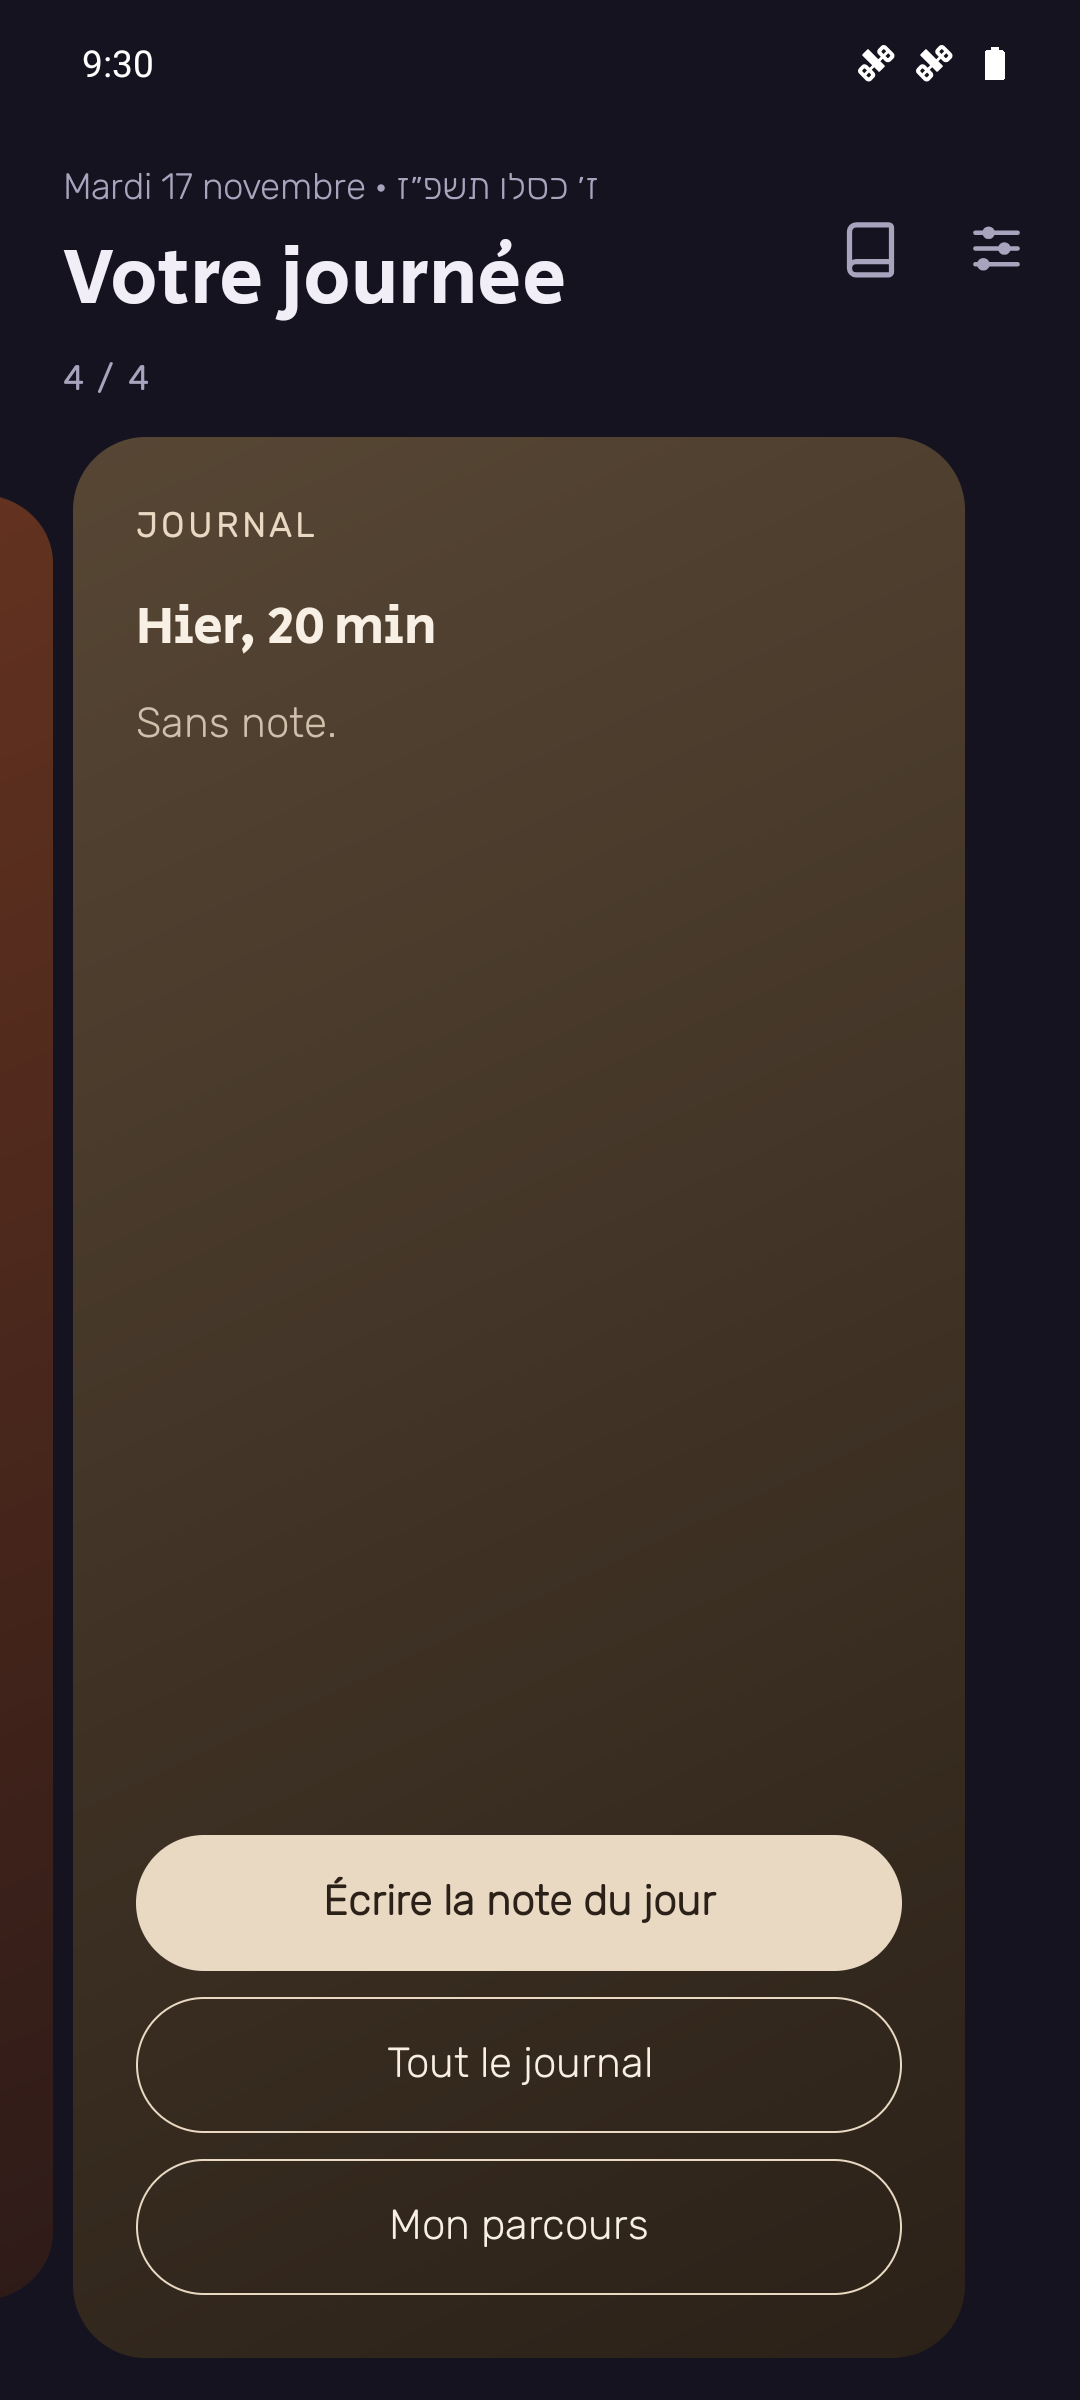 9:30
Mardi 17 novembre • ז׳ כסלו תשפ״ז
Votre journée
4 / 4
JOURNAL
Hier, 20 min
Sans note.
Écrire la note du jour
Tout le journal
Mon parcours